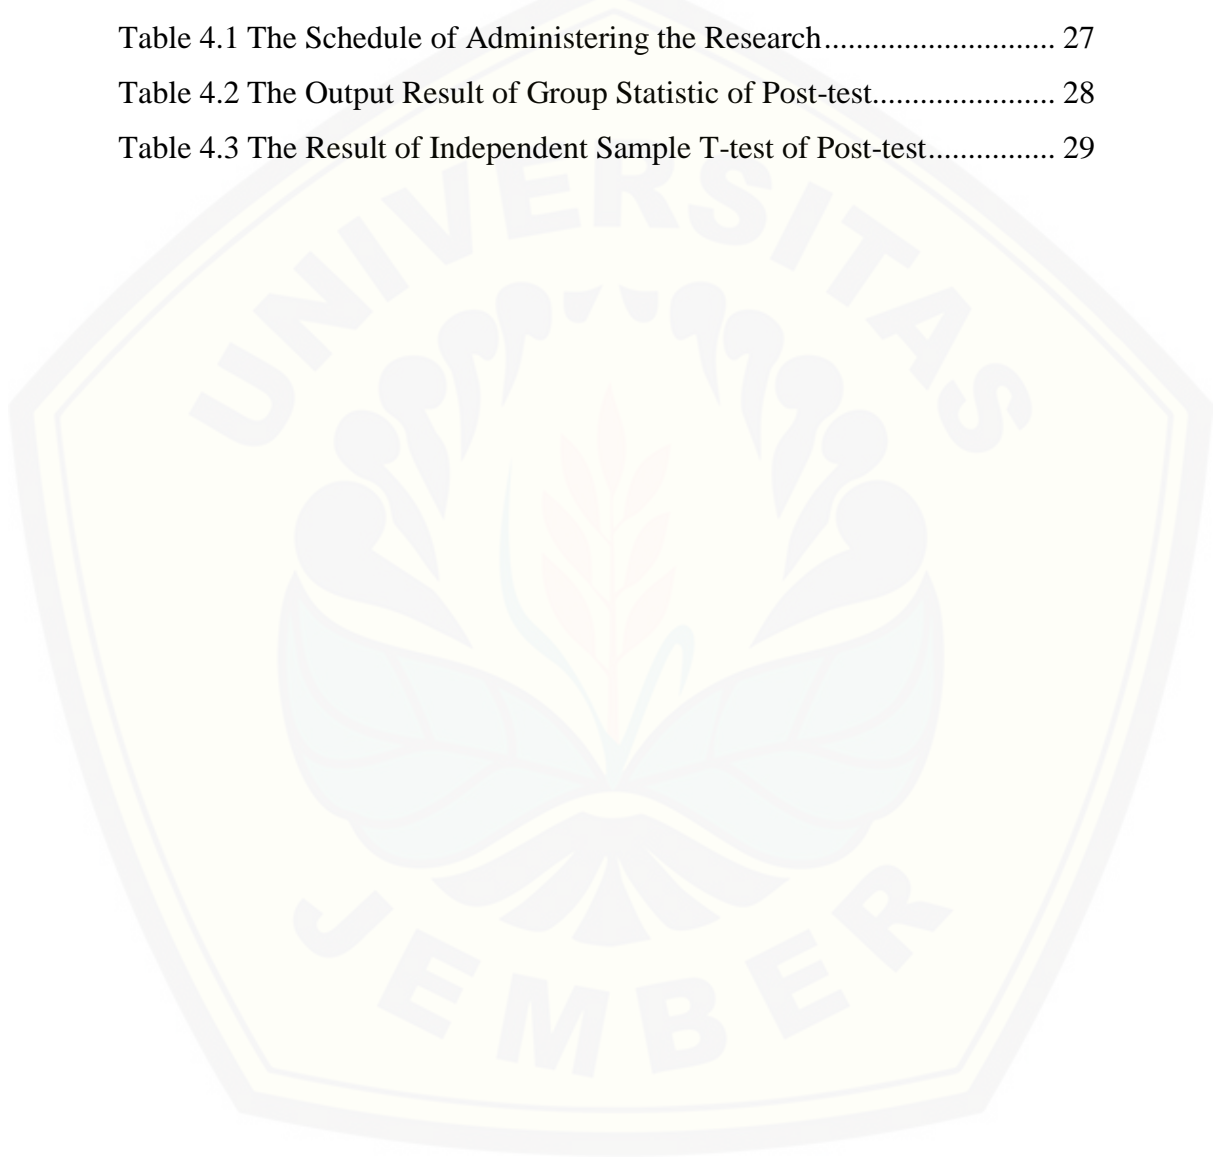 Table 4.1 The Schedule of Administering the Research............................. 27
Table 4.2 The Output Result of Group Statistic of Post-test....................... 28
Table 4.3 The Result of Independent Sample T-test of Post-test................ 29
UNIVERSITAS
JEMBER